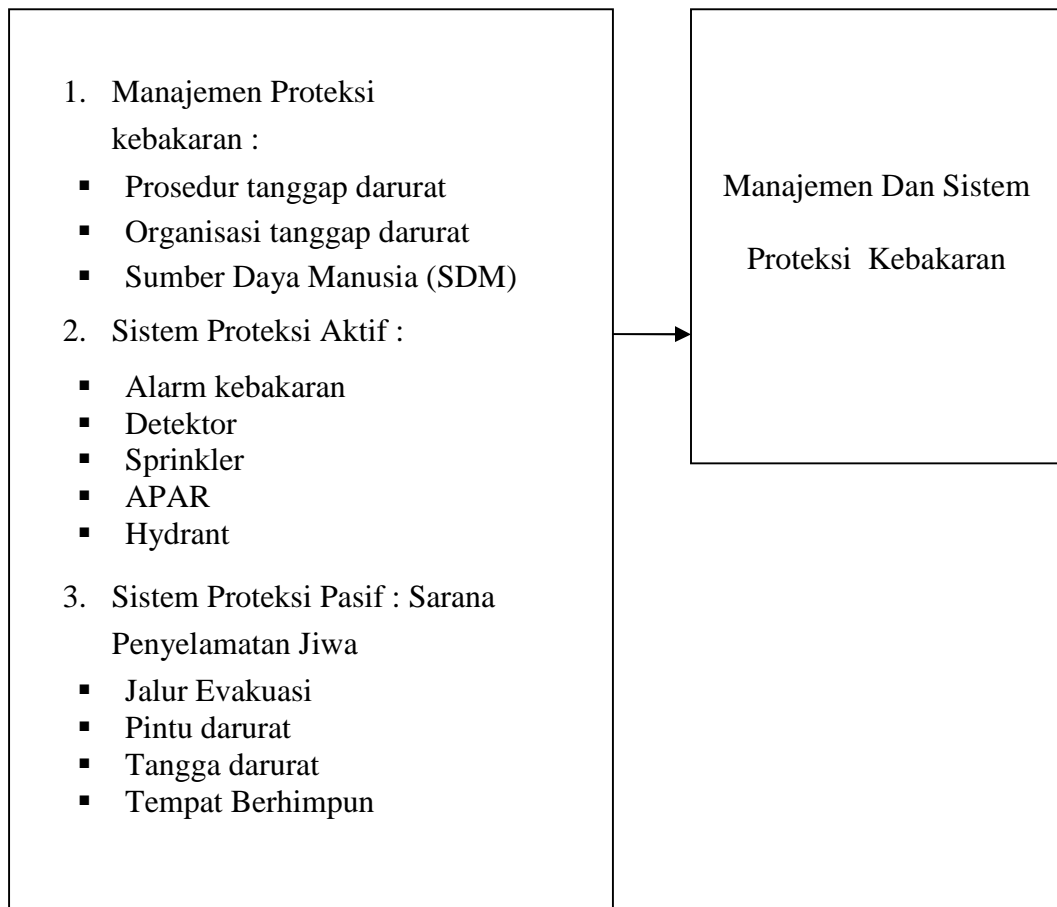 1. Manajemen Proteksi
kebakaran :
▪ Prosedur tanggap darurat
▪ Organisasi tanggap darurat
▪ Sumber Daya Manusia (SDM)
2. Sistem Proteksi Aktif :
▪ Alarm kebakaran
▪ Detektor
▪ Sprinkler
▪ APAR
▪ Hydrant
3. Sistem Proteksi Pasif : Sarana
Penyelamatan Jiwa
▪ Jalur Evakuasi
▪ Pintu darurat
▪ Tangga darurat
▪ Tempat Berhimpun
Manajemen Dan Sistem
Proteksi Kebakaran